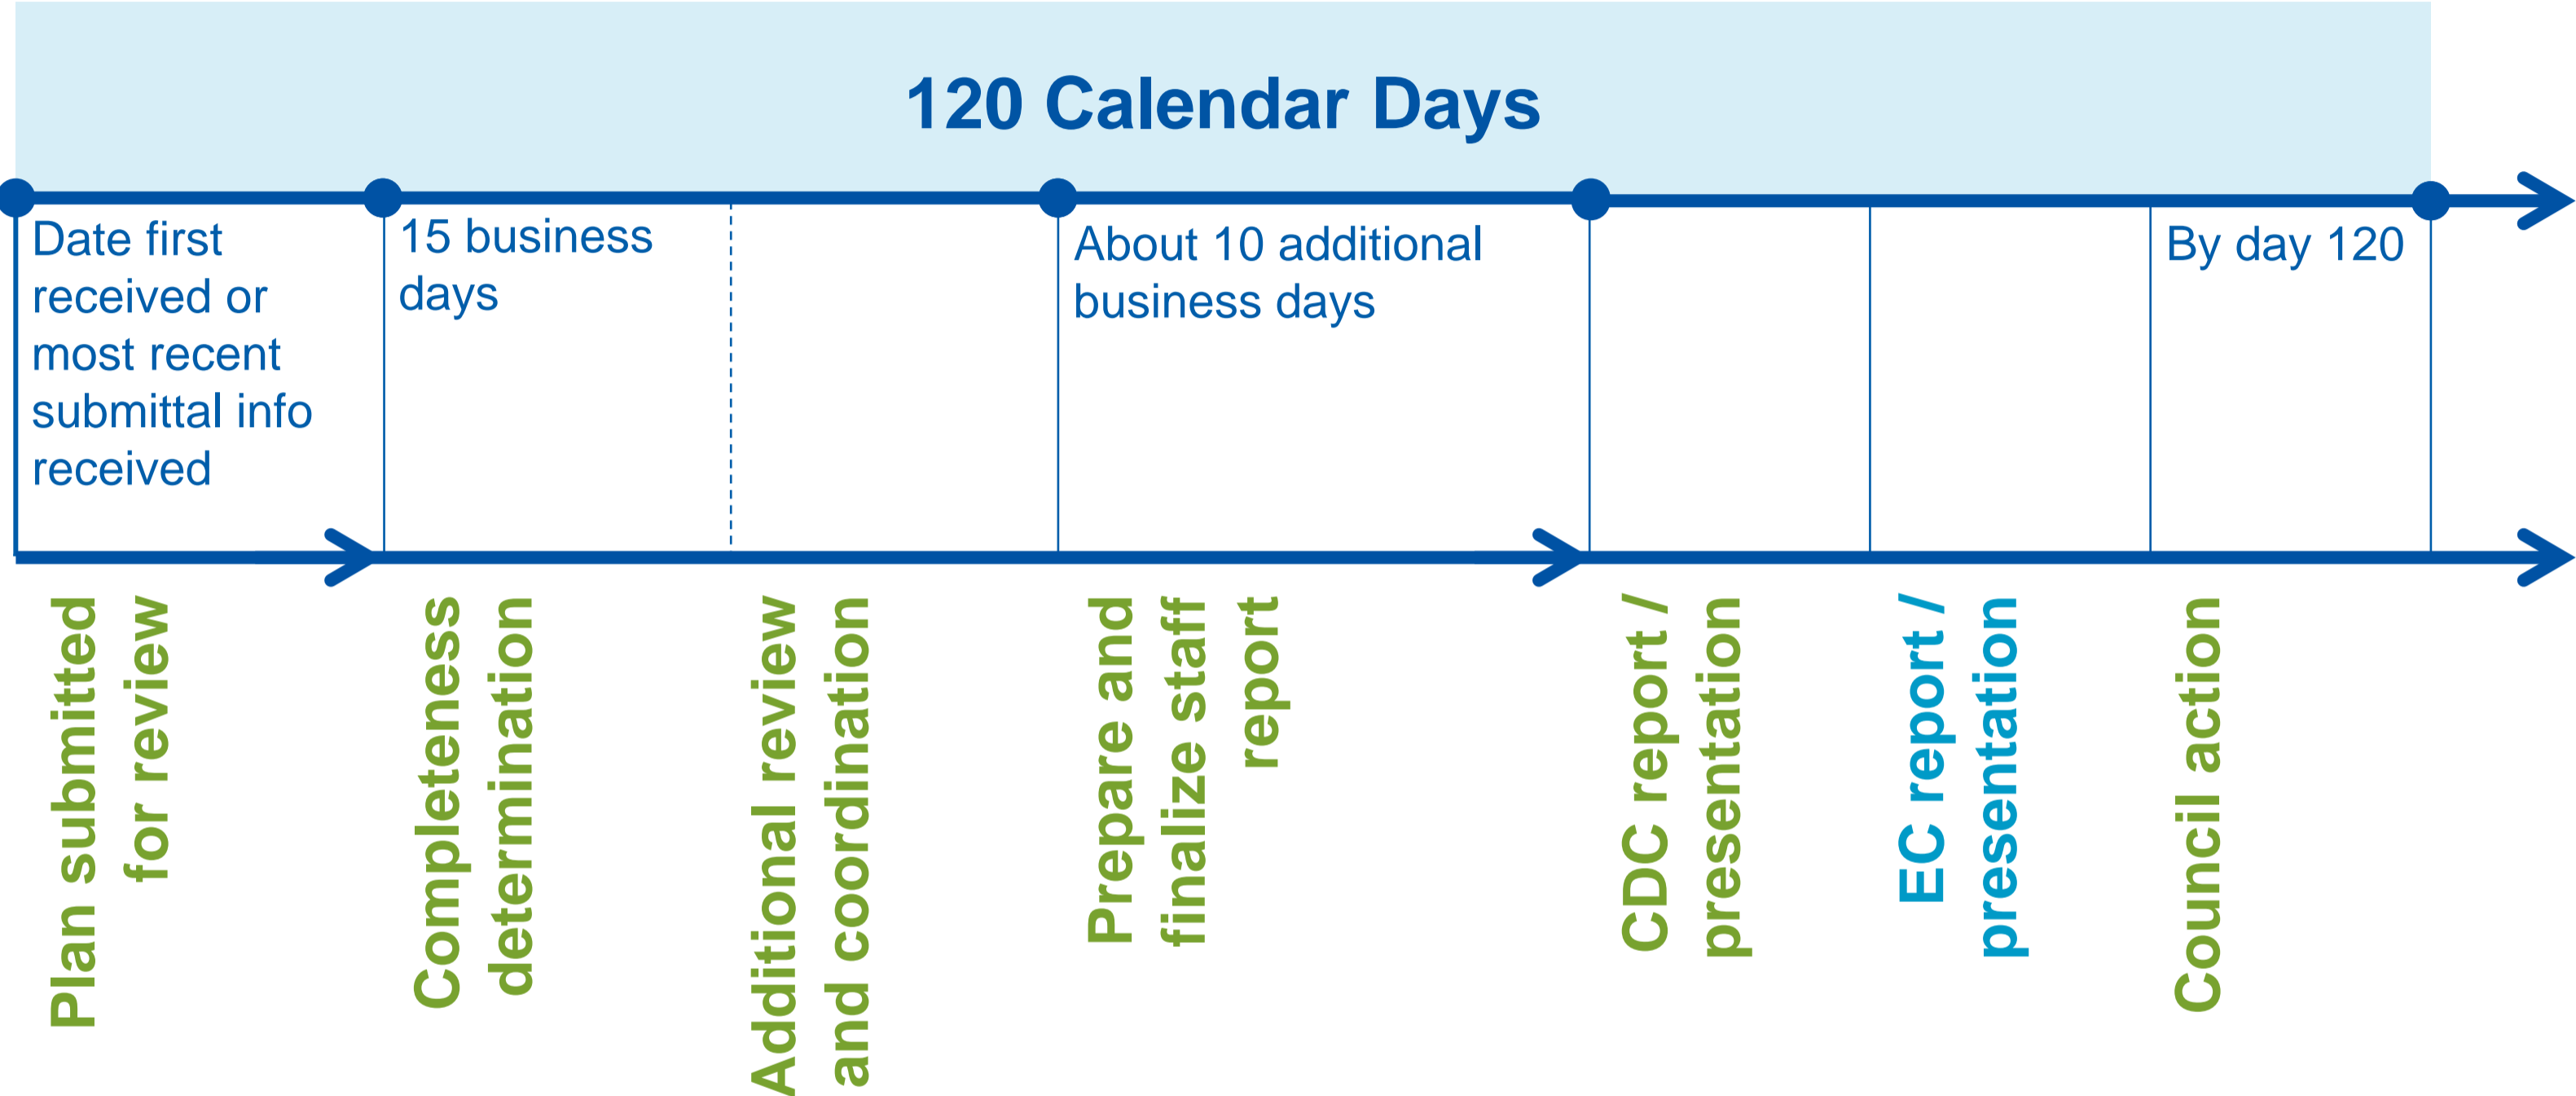 120 Calendar Days
Date first
received or
most recent
submittal info
received
15 business
days
About 10 additional
business days
By day 120
Plan submitted
for review
Completeness
determination
Additional review
and coordination
Prepare and
finalize staff
report
CDC report /
presentation
EC report /
presentation
Council action